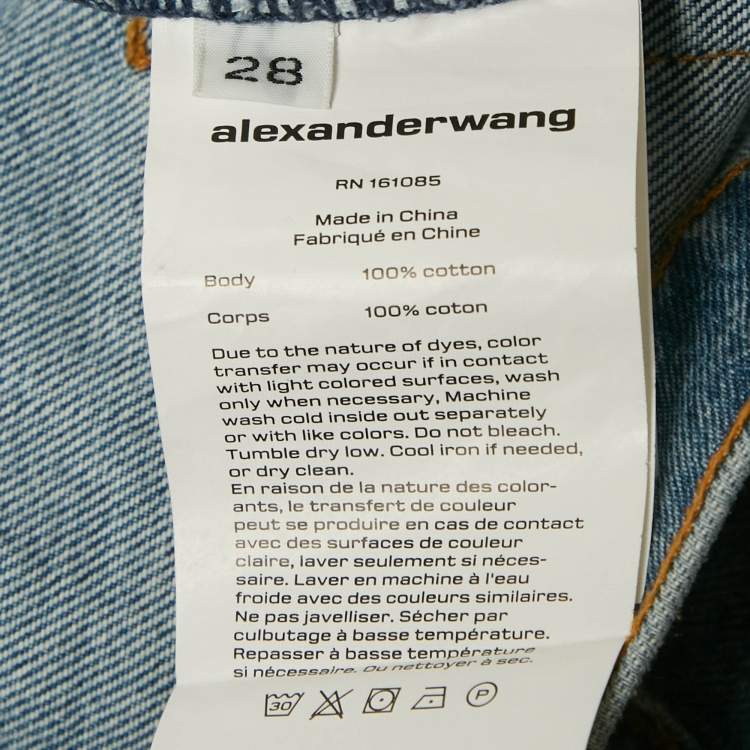 28
alexanderwang
RN 161085
Made in China
Fabriqué en Chine
Body 100% cotton
Corps 100% coton
Due to the nature of dyes, color
transfer may occur if in contact
with light colored surfaces, wash
only when necessary, Machine
wash cold inside out separately
or with like colors. Do not bleach.
Tumble dry low. Cool iron if needed,
or dry clean.
En raison de la nature des color-
ants, le transfert de couleur
peut se produire en cas de contact
avec des surfaces de couleur
claire, laver seulement si néces-
saire. Laver en machine à l'eau
froide avec des couleurs similaires.
Ne pas javelliser. Sécher par
culbutage à basse température.
Repasser à basse température
si nécessaire. Ou nettoyer à sec.
30 P